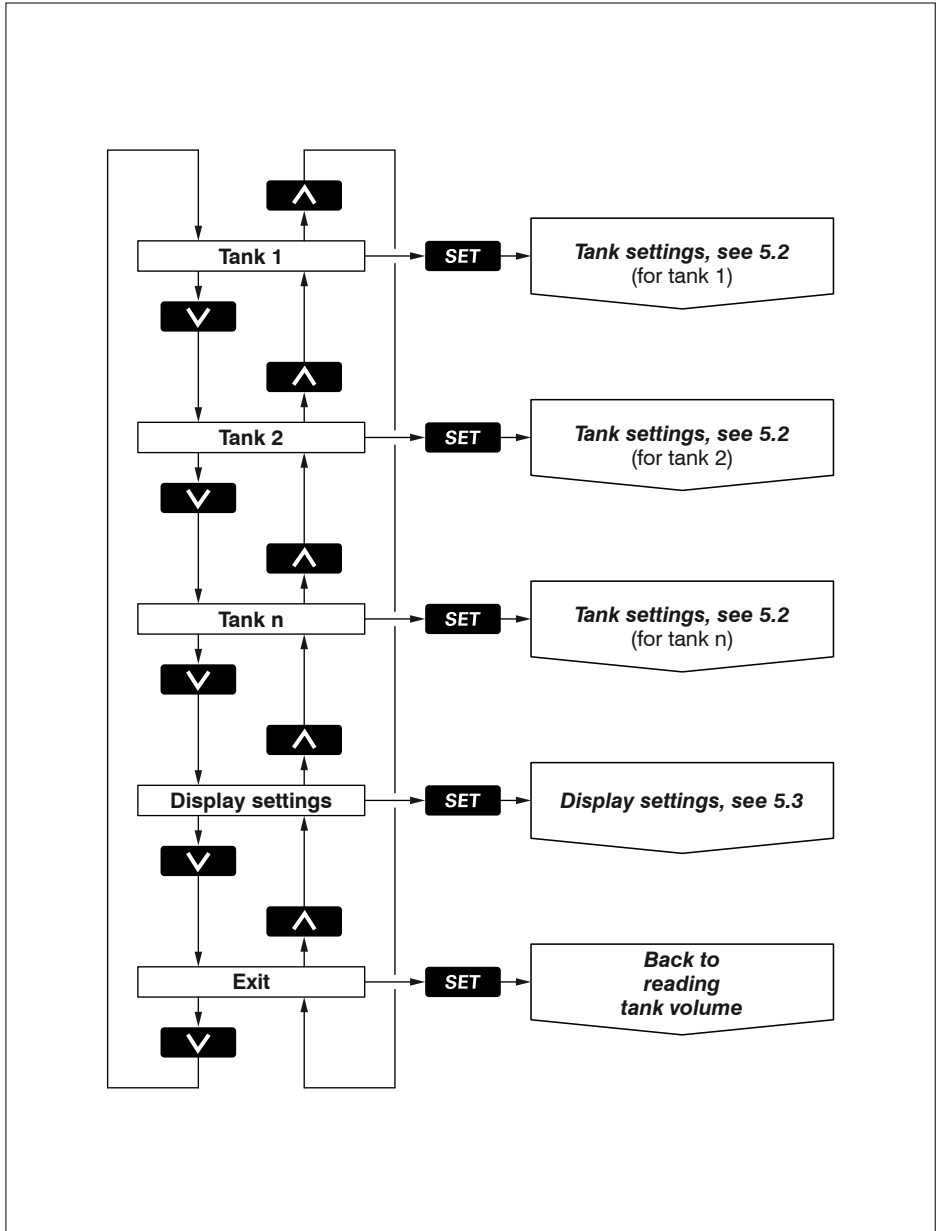 Tank 1
SET
Tank settings, see 5.2
(for tank 1)
Tank 2
SET
Tank settings, see 5.2
(for tank 2)
Tank n
SET
Tank settings, see 5.2
(for tank n)
Display settings
SET
Display settings, see 5.3
Exit
SET
Back to
reading
tank volume